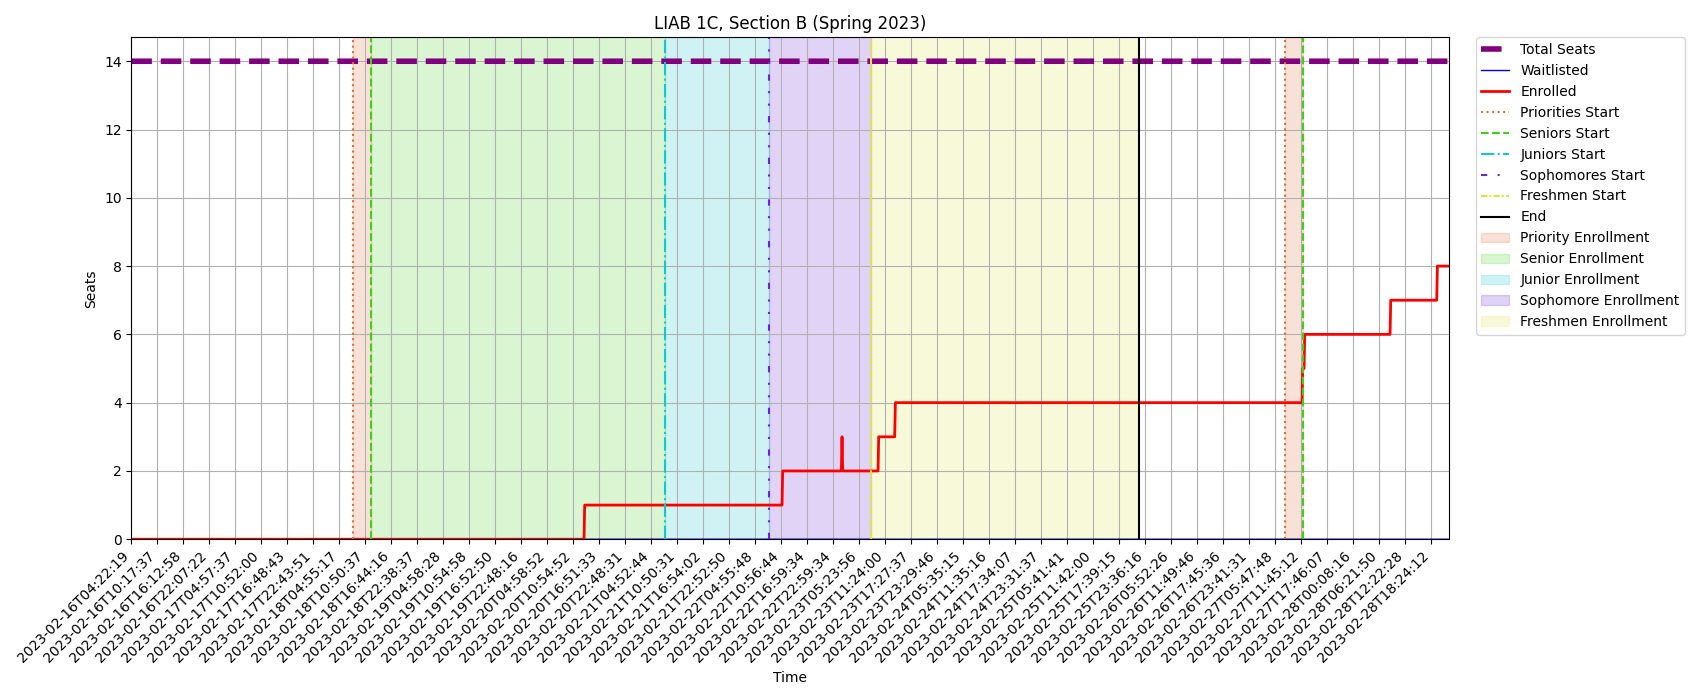 LIAB 1C, Section B (Spring 2023)
Seats
14
12
10
8
6
4
2
0
2023-02-16T04:22:19
2023-02-16T10:17:37
2023-02-16T16:12:58
2023-02-16T22:07:22
2023-02-17T04:57:37
2023-02-17T10:52:00
2023-02-17T16:48:43
2023-02-17T22:43:51
2023-02-18T04:55:17
2023-02-18T10:50:37
2023-02-18T16:44:16
2023-02-18T22:38:37
2023-02-19T04:58:28
2023-02-19T10:54:58
2023-02-19T16:52:50
2023-02-19T22:48:16
2023-02-20T04:58:52
2023-02-20T10:54:52
2023-02-20T16:51:33
2023-02-20T22:48:31
2023-02-21T04:52:44
2023-02-21T10:50:31
2023-02-21T16:54:02
2023-02-21T22:52:50
2023-02-22T04:55:48
2023-02-22T10:56:44
2023-02-22T16:59:34
2023-02-22T22:59:34
2023-02-23T05:23:56
2023-02-23T11:24:00
2023-02-23T17:27:37
2023-02-23T23:29:46
2023-02-24T05:35:15
2023-02-24T11:35:16
2023-02-24T17:34:07
2023-02-24T23:31:37
2023-02-25T05:41:41
2023-02-25T11:42:00
2023-02-25T17:39:15
2023-02-25T23:36:16
2023-02-26T05:52:26
2023-02-26T11:49:46
2023-02-26T17:45:36
2023-02-26T23:41:31
2023-02-27T05:47:48
2023-02-27T11:45:12
2023-02-27T17:46:07
2023-02-28T00:08:16
2023-02-28T06:21:50
2023-02-28T12:22:28
2023-02-28T18:24:12
Time
Total Seats
Waitlisted
Enrolled
Priorities Start
Seniors Start
Juniors Start
Sophomores Start
Freshmen Start
End
Priority Enrollment
Senior Enrollment
Junior Enrollment
Sophomore Enrollment
Freshmen Enrollment